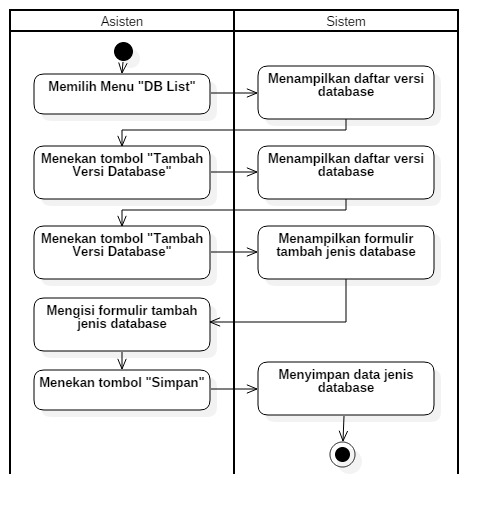 Asisten
Sistem
Memilih Menu "DB List"
Menampilkan daftar versi
database
Menekan tombol "Tambah
Versi Database"
Menampilkan daftar versi
database
Menekan tombol "Tambah
Versi Database"
Menampilkan formulir
tambah jenis database
Mengisi formulir tambah
jenis database
Menekan tombol "Simpan"
Menyimpan data jenis
database